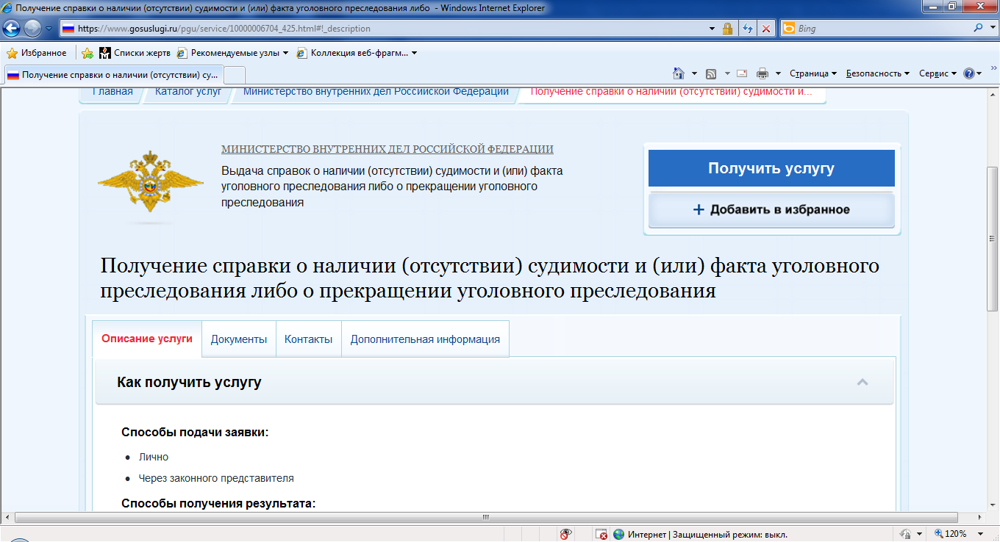 Получение справки о наличии (отсутствии) судимости и (или) факта уголовного преследования либо - Windows Internet Explorer
https://www.gosuslugi.ru/pgu/service/10000006704_425.html#!_description
Bing
Избранное
Списки жертв
Рекомендуемые узлы
Коллекция веб-фрагм...
Получение справки о наличии (отсутствии) су...
Страница
Безопасность
Сервис
Главная
Каталог услуг
Министерство внутренних дел Российской Федерации
Получение справки о наличии (отсутствии) судимости и...
МИНИСТЕРСТВО ВНУТРЕННИХ ДЕЛ РОССИЙСКОЙ ФЕДЕРАЦИИ
Выдача справок о наличии (отсутствии) судимости и (или) факта
уголовного преследования либо о прекращении уголовного
преследования
Получить услугу
+ Добавить в избранное
Получение справки о наличии (отсутствии) судимости и (или) факта уголовного
преследования либо о прекращении уголовного преследования
Описание услуги
Документы
Контакты
Дополнительная информация
Как получить услугу
Способы подачи заявки:
• Лично
• Через законного представителя
Способы получения результата:
Интернет | Защищенный режим: выкл.
120%